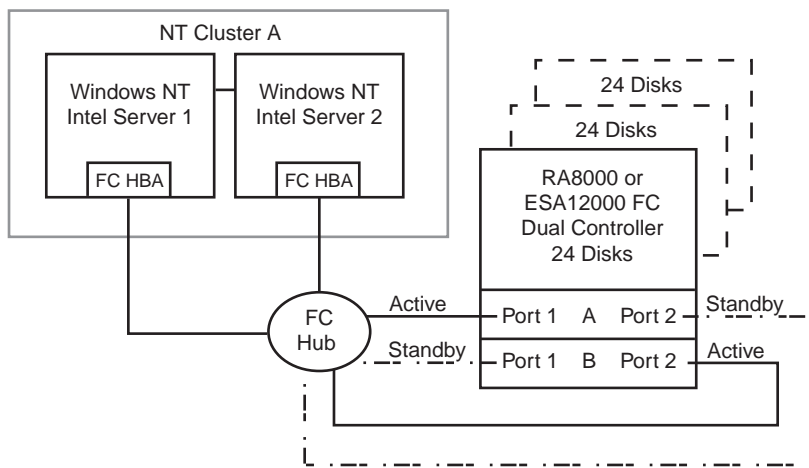 NT Cluster A
Windows NT
Intel Server 1
Windows NT
Intel Server 2
FC HBA
FC HBA
24 Disks
24 Disks
RA8000 or
ESA12000 FC
Dual Controller
24 Disks
FC
Hub
Active
Port 1 A Port 2
Standby
Standby
Port 1 B Port 2
Active